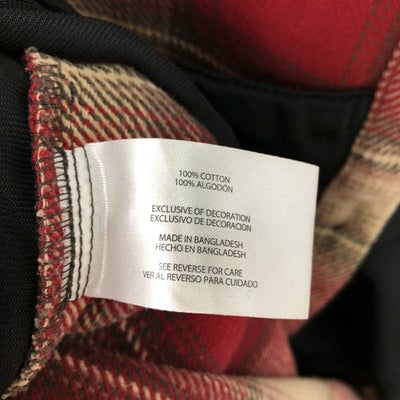 100% COTTON
100% ALGODÓN
EXCLUSIVE OF DECORATION
EXCLUSIVO DE DECORACION
MADE IN BANGLADESH
HECHO EN BANGLADESH
SEE REVERSE FOR CARE
VER AL REVERSO PARA CUIDADO